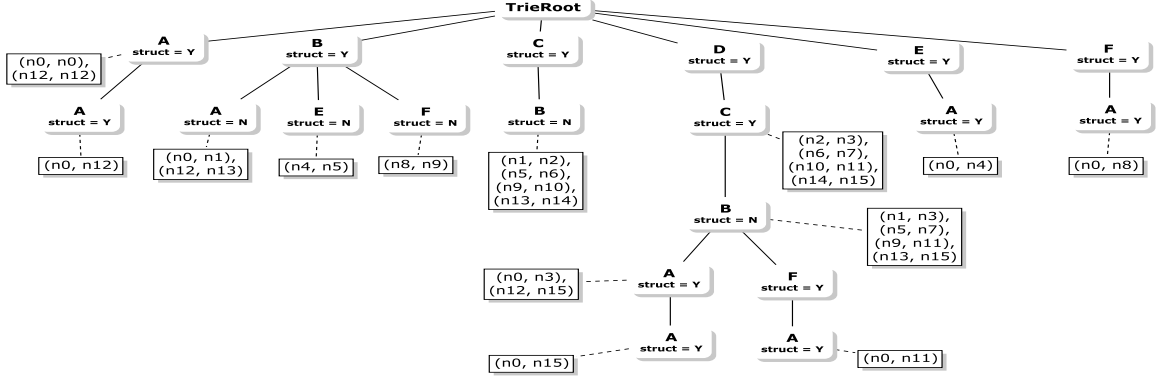 TrieRoot
A
struct = Y
B
struct = Y
C
struct = Y
D
struct = Y
E
struct = Y
F
struct = Y
(n0, n0),
(n12, n12)
A
struct = Y
A
struct = N
E
struct = N
F
struct = N
B
struct = N
C
struct = Y
A
struct = Y
A
struct = Y
(n0, n12)
(n0, n1),
(n12, n13)
(n4, n5)
(n8, n9)
(n1, n2),
(n5, n6),
(n9, n10),
(n13, n14)
(n2, n3),
(n6, n7),
(n10, n11),
(n14, n15)
(n0, n4)
(n0, n8)
B
struct = N
(n1, n3),
(n5, n7),
(n9, n11),
(n13, n15)
(n0, n3),
(n12, n15)
A
struct = Y
F
struct = Y
A
struct = Y
A
struct = Y
(n0, n15)
(n0, n11)